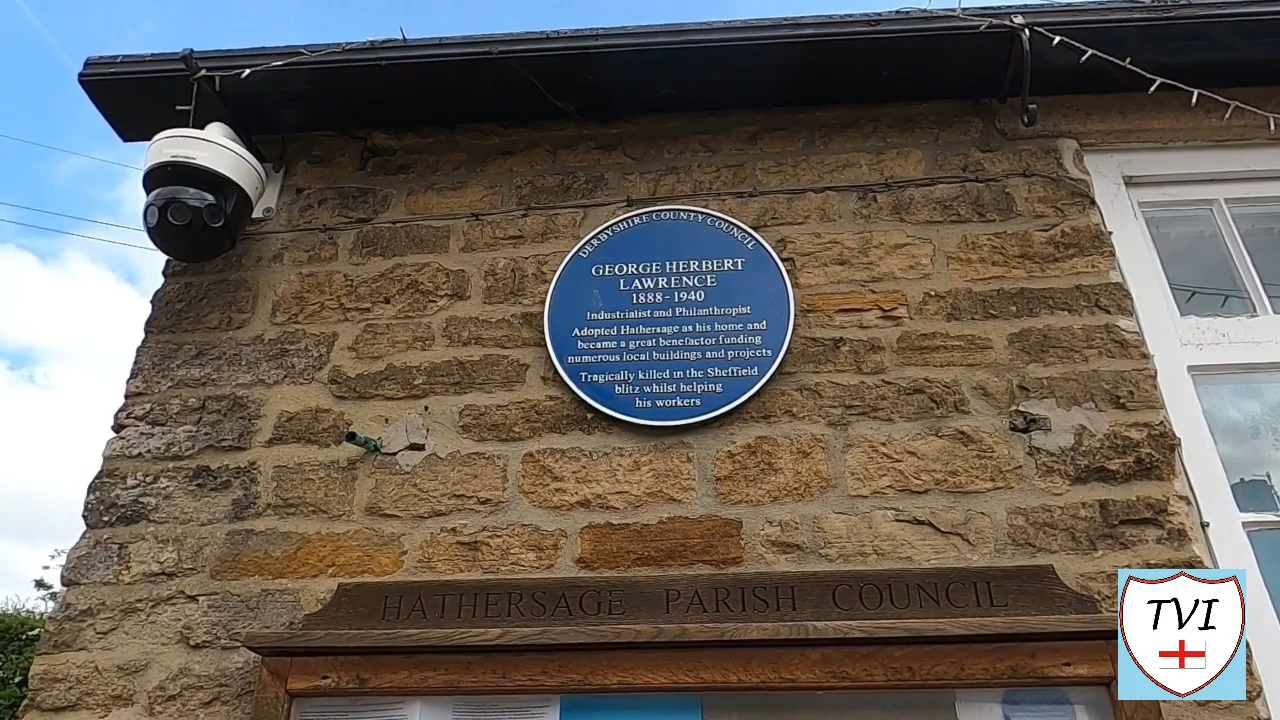 DERBYSHIRE COUNTY COUNCIL
GEORGE HERBERT
LAWRENCE
1888-1940
Industrialist and Philanthropist
Adopted Hathersage as his home and
became a great benefactor funding
numerous local buildings and projects
Tragically killed in the Sheffield
blitz whilst helping
his workers
HATHERSAGE PARISH COUNCIL
TVI